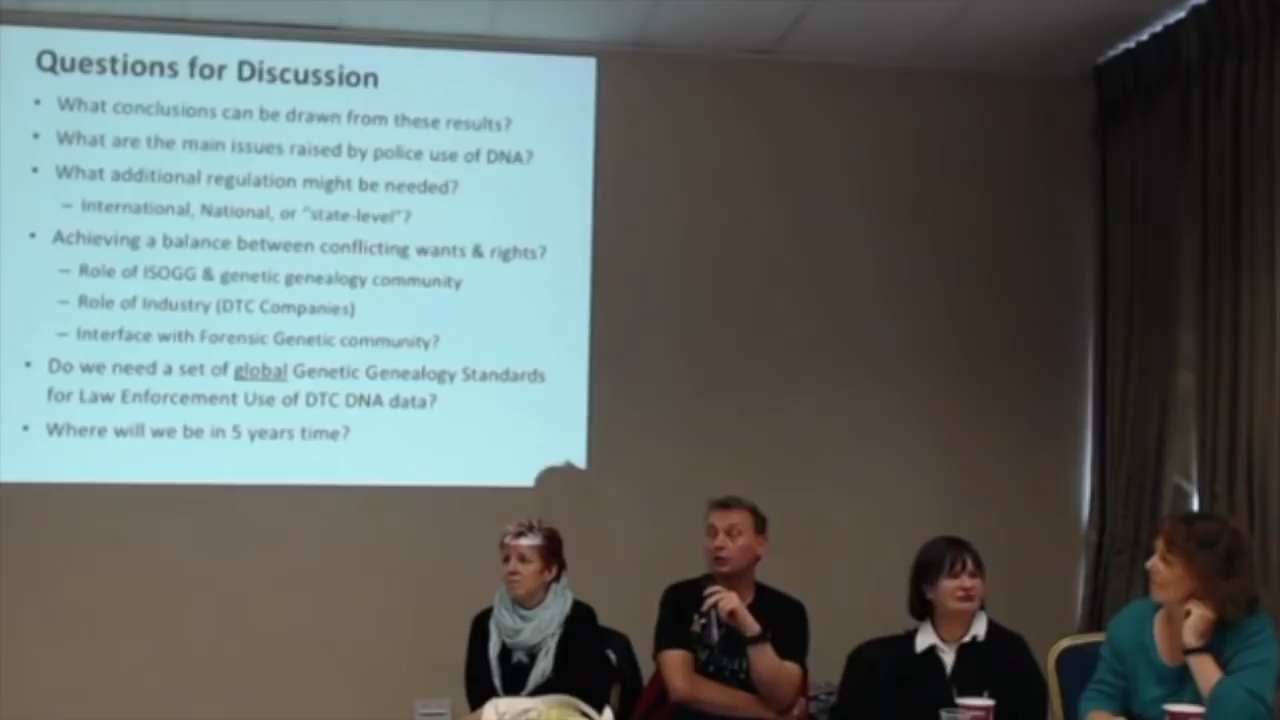 Questions for Discussion
• What conclusions can be drawn from these results?
• What are the main issues raised by police use of DNA?
• What additional regulation might be needed?
– International, National, or "state-level"?
• Achieving a balance between conflicting wants & rights?
– Role of ISOGG & genetic genealogy community
– Role of Industry (DTC Companies)
– Interface with Forensic Genetic community?
• Do we need a set of global Genetic Genealogy Standards
for Law Enforcement Use of DTC DNA data?
• Where will we be in 5 years time?